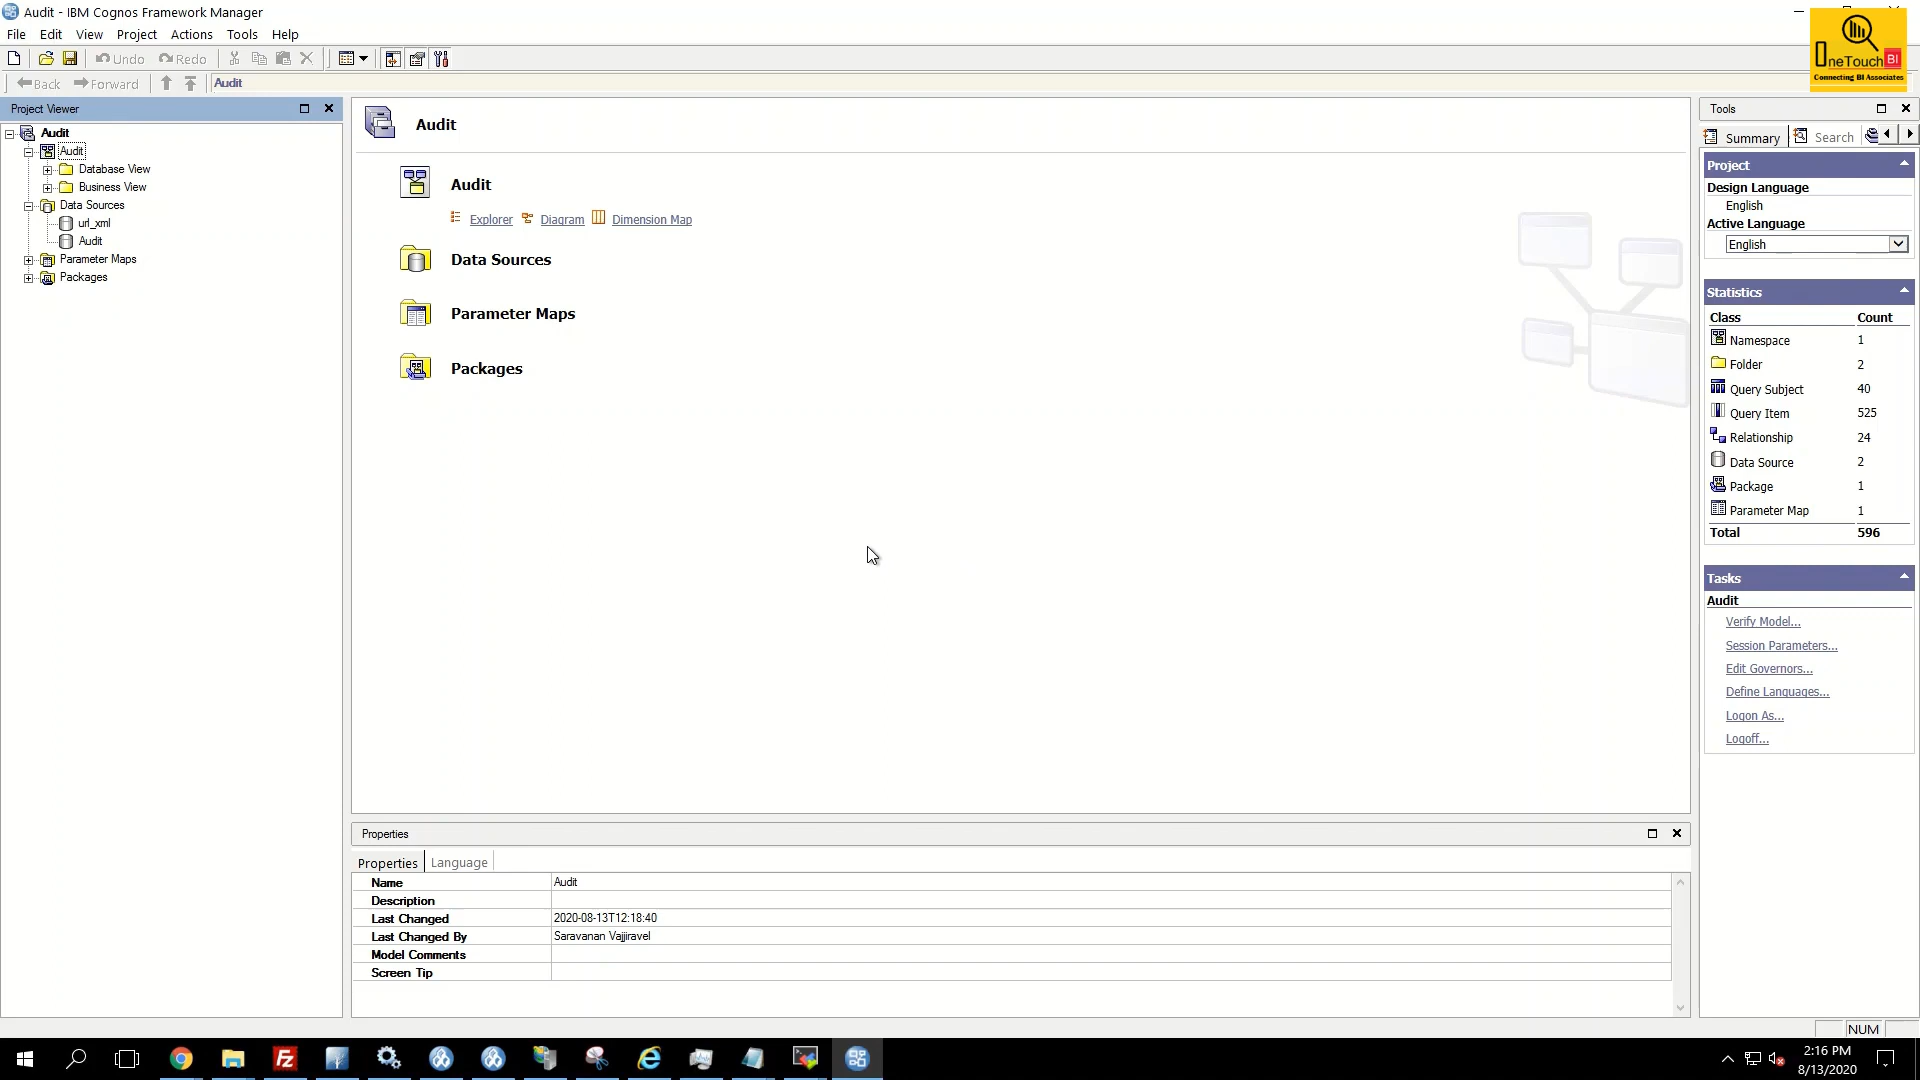 Audit - IBM Cognos Framework Manager
File Edit View Project Actions Tools Help
Undo Redo
Back Forward Audit
OneTouch BI
Connecting BI Associates
Project Viewer
Audit
Audit
Database View
Business View
Data Sources
url_xml
Audit
Parameter Maps
Packages
Audit
Audit
Explorer Diagram Dimension Map
Data Sources
Parameter Maps
Packages
Properties
Properties Language
Name Audit
Description
Last Changed 2020-08-13T12:18:40
Last Changed By Saravanan Vajjiravel
Model Comments
Screen Tip
Tools
Summary Search
Project
Design Language
English
Active Language
English
Statistics
Class Count
Namespace 1
Folder 2
Query Subject 40
Query Item 525
Relationship 24
Data Source 2
Package 1
Parameter Map 1
Total 596
Tasks
Audit
Verify Model...
Session Parameters...
Edit Governors...
Define Languages...
Logon As...
Logoff...
NUM
2:16 PM
8/13/2020